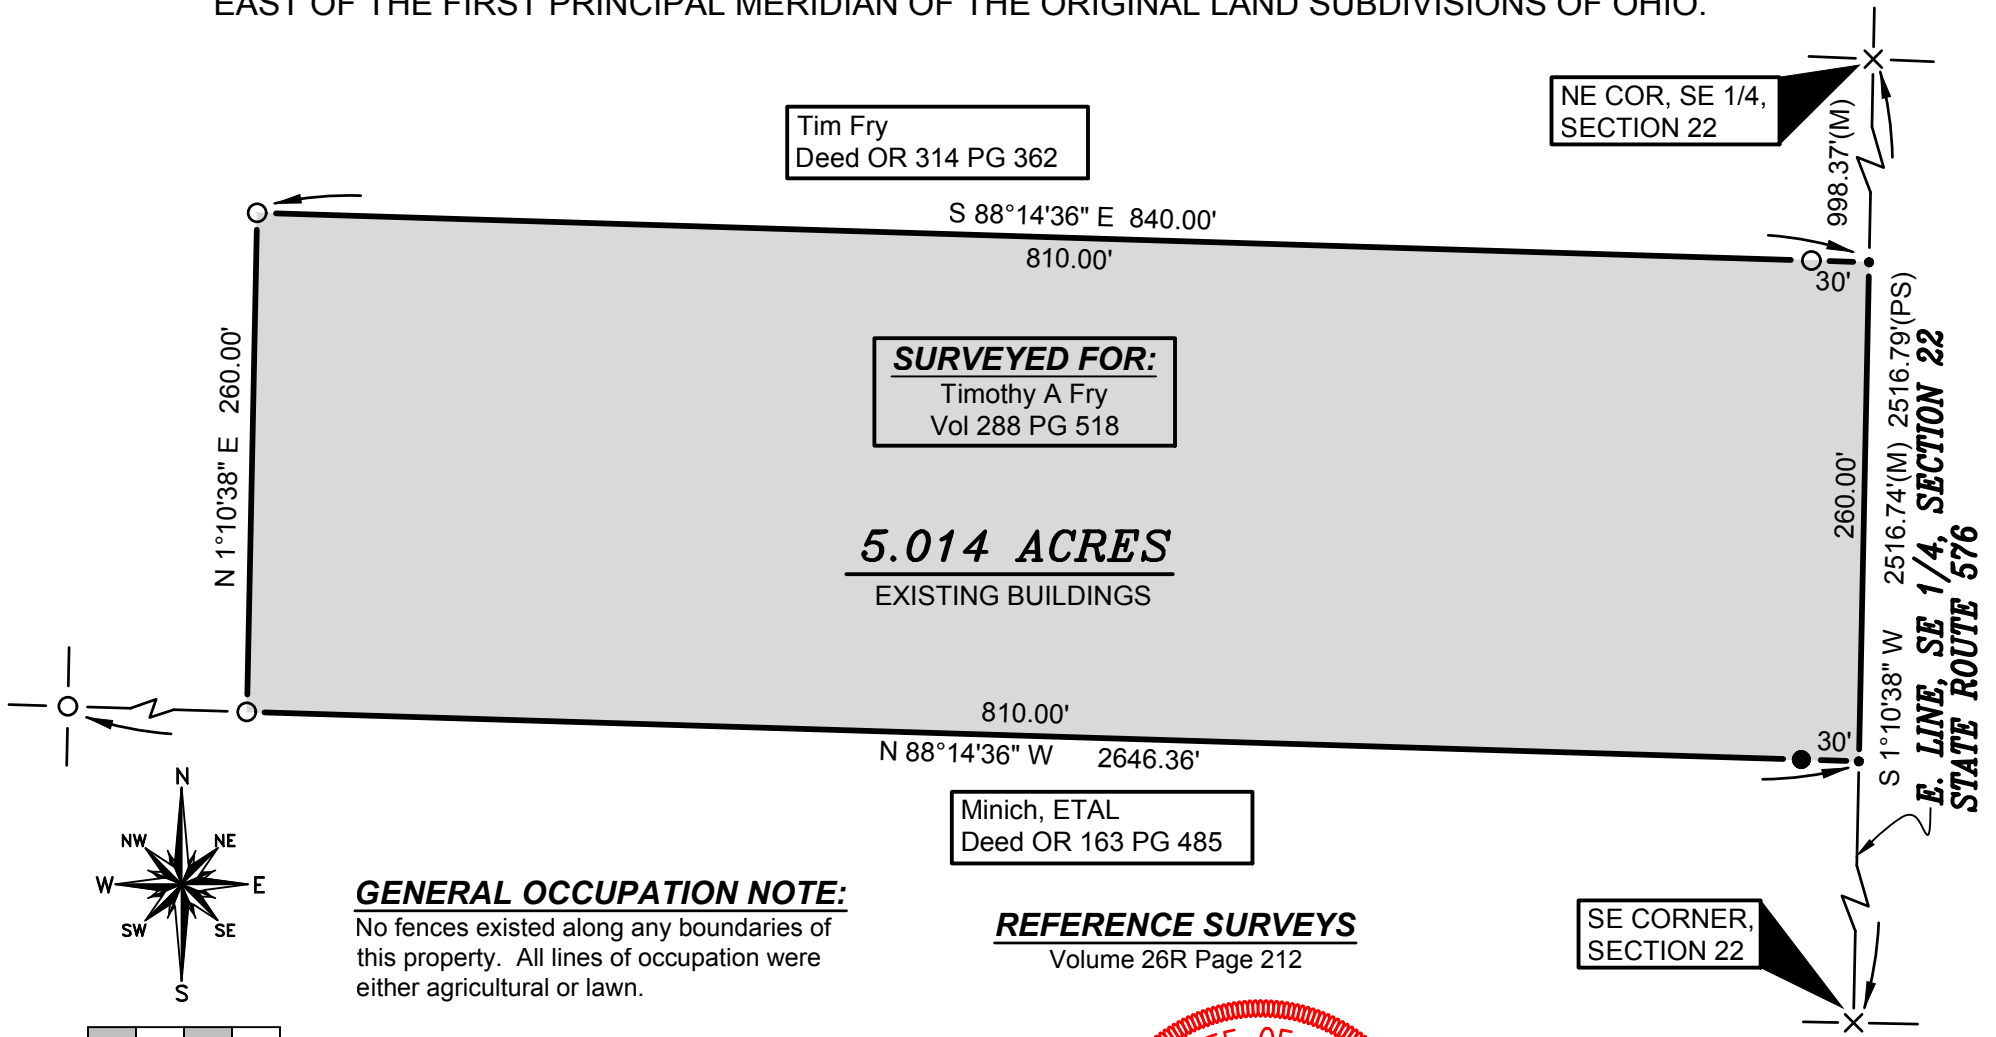 EAST OF THE FIRST PRINCIPAL MERIDIAN OF THE ORIGINAL LAND SUBDIVISIONS OF OHIO.
NE COR, SE 1/4,
SECTION 22
998.37'(M)
Tim Fry
Deed OR 314 PG 362
S 88°14'36" E 840.00'
810.00'
30'
N 1°10'38" E 260.00'
SURVEYED FOR:
Timothy A Fry
Vol 288 PG 518
5.014 ACRES
EXISTING BUILDINGS
260.00'
S 1°10'38" W 2516.74'(M) 2516.79'(PS)
E. LINE, SE 1/4, SECTION 22
STATE ROUTE 576
810.00'
30'
N 88°14'36" W 2646.36'
Minich, ETAL
Deed OR 163 PG 485
N
NW NE
W E
SW SE
S
GENERAL OCCUPATION NOTE:
No fences existed along any boundaries of
this property. All lines of occupation were
either agricultural or lawn.
REFERENCE SURVEYS
Volume 26R Page 212
SE CORNER,
SECTION 22
OF